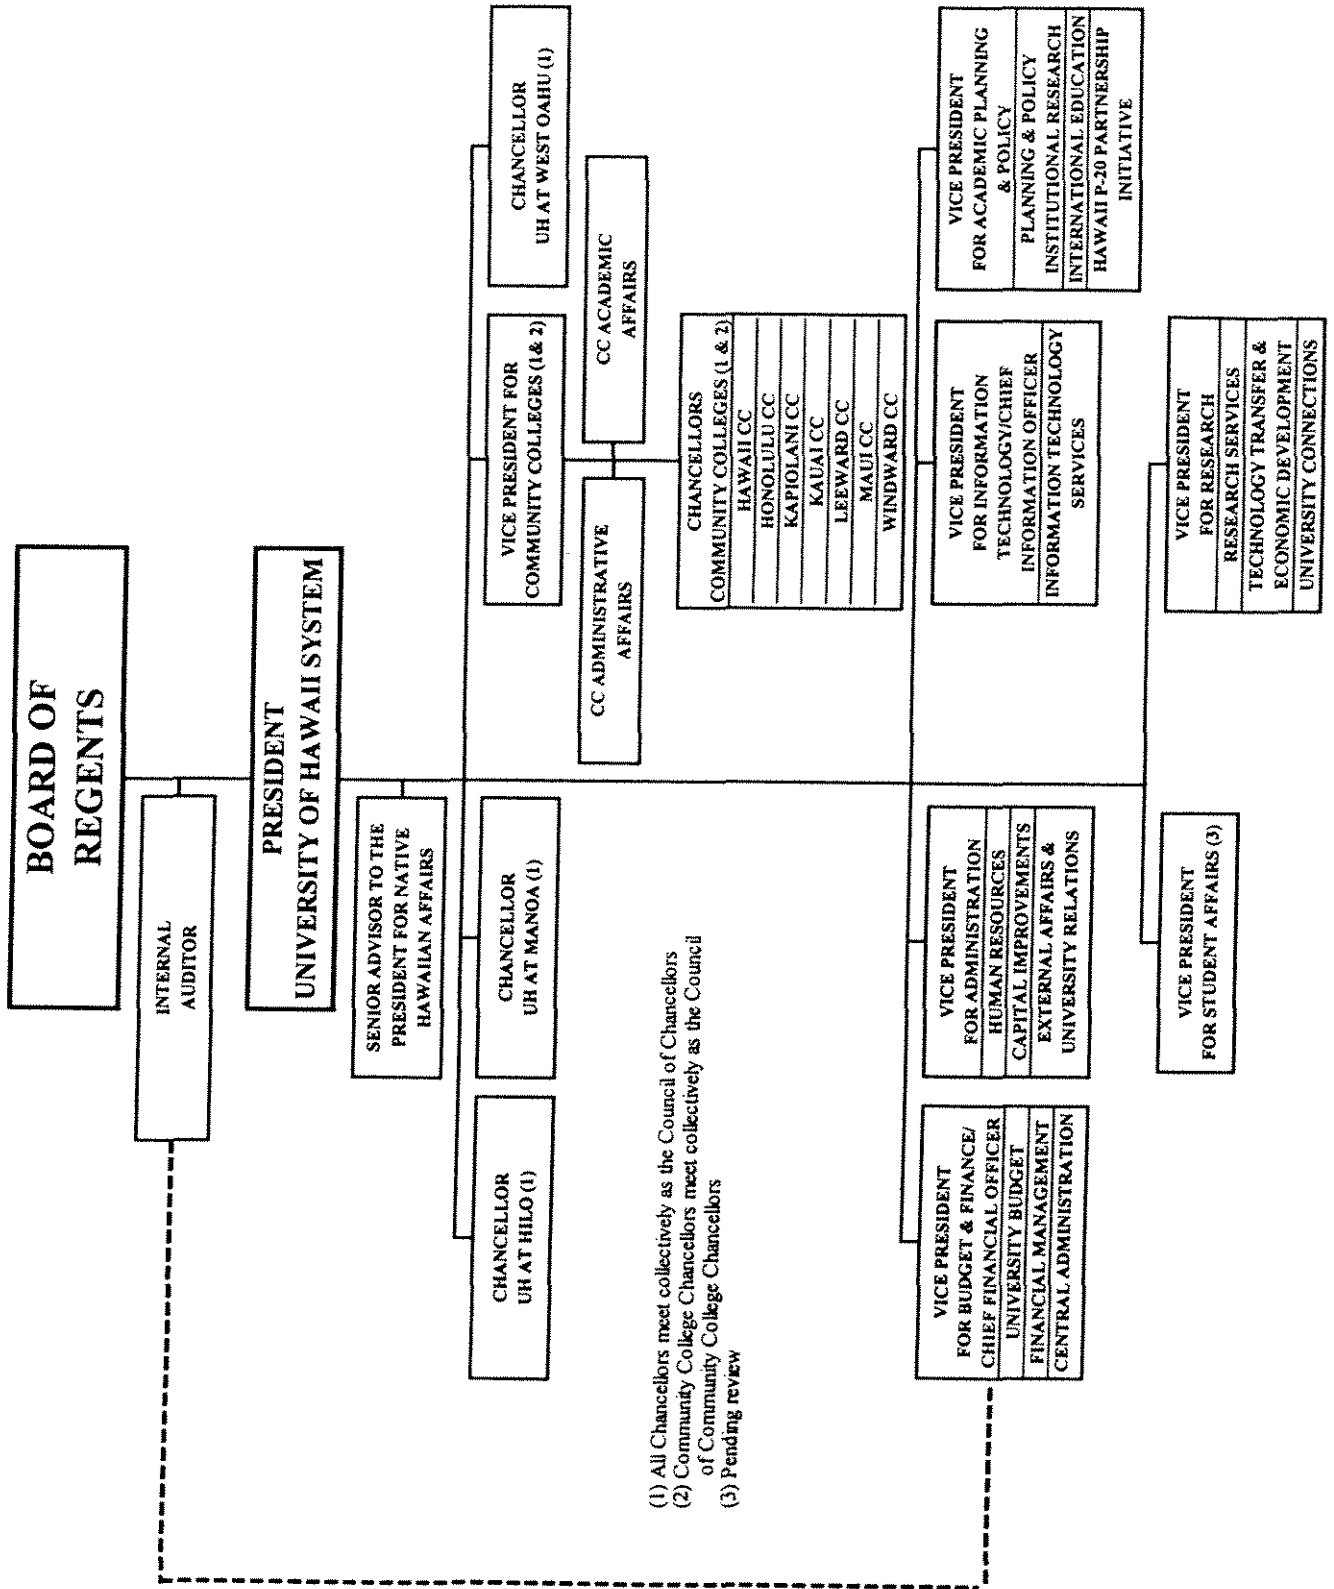 BOARD OF
REGENTS
INTERNAL
AUDITOR
PRESIDENT
UNIVERSITY OF HAWAII SYSTEM
SENIOR ADVISOR TO THE
PRESIDENT FOR NATIVE
HAWAIIAN AFFAIRS
CHANCELLOR
UH AT HILO (1)
CHANCELLOR
UH AT MANOA (1)
VICE PRESIDENT FOR
COMMUNITY COLLEGES (1& 2)
CHANCELLOR
UH AT WEST OAHU (1)
CC ADMINISTRATIVE
AFFAIRS
CC ACADEMIC
AFFAIRS
CHANCELLORS
COMMUNITY COLLEGES (1 & 2)
HAWAII CC
HONOLULU CC
KAPIOLANI CC
KAUAI CC
LEEWARD CC
MAUI CC
WINDWARD CC
(1) All Chancellors meet collectively as the Council of Chancellors
(2) Community College Chancellors meet collectively as the Council
of Community College Chancellors
(3) Pending review
VICE PRESIDENT
FOR BUDGET & FINANCE/
CHIEF FINANCIAL OFFICER
UNIVERSITY BUDGET
FINANCIAL MANAGEMENT
CENTRAL ADMINISTRATION
VICE PRESIDENT
FOR ADMINISTRATION
HUMAN RESOURCES
CAPITAL IMPROVEMENTS
EXTERNAL AFFAIRS &
UNIVERSITY RELATIONS
VICE PRESIDENT
FOR INFORMATION
TECHNOLOGY/CHIEF
INFORMATION OFFICER
INFORMATION TECHNOLOGY
SERVICES
VICE PRESIDENT
FOR ACADEMIC PLANNING
& POLICY
PLANNING & POLICY
INSTITUTIONAL RESEARCH
INTERNATIONAL EDUCATION
HAWAII P-20 PARTNERSHIP
INITIATIVE
VICE PRESIDENT
FOR STUDENT AFFAIRS (3)
VICE PRESIDENT
FOR RESEARCH
RESEARCH SERVICES
TECHNOLOGY TRANSFER &
ECONOMIC DEVELOPMENT
UNIVERSITY CONNECTIONS